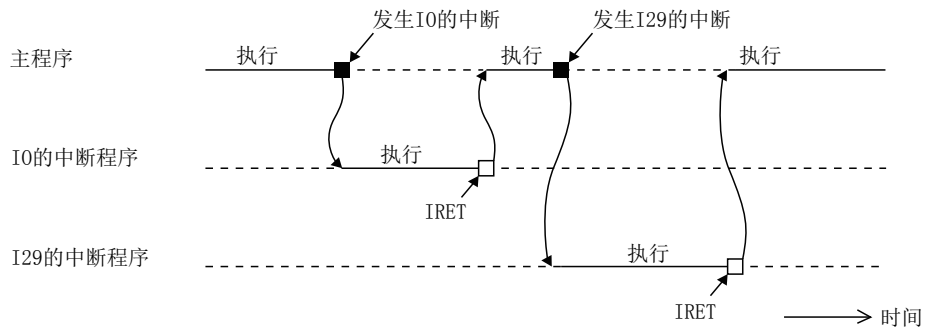 发生I0的中断
发生I29的中断
主程序
执行
执行
执行
I0的中断程序
执行
IRET
I29的中断程序
执行
IRET
时间